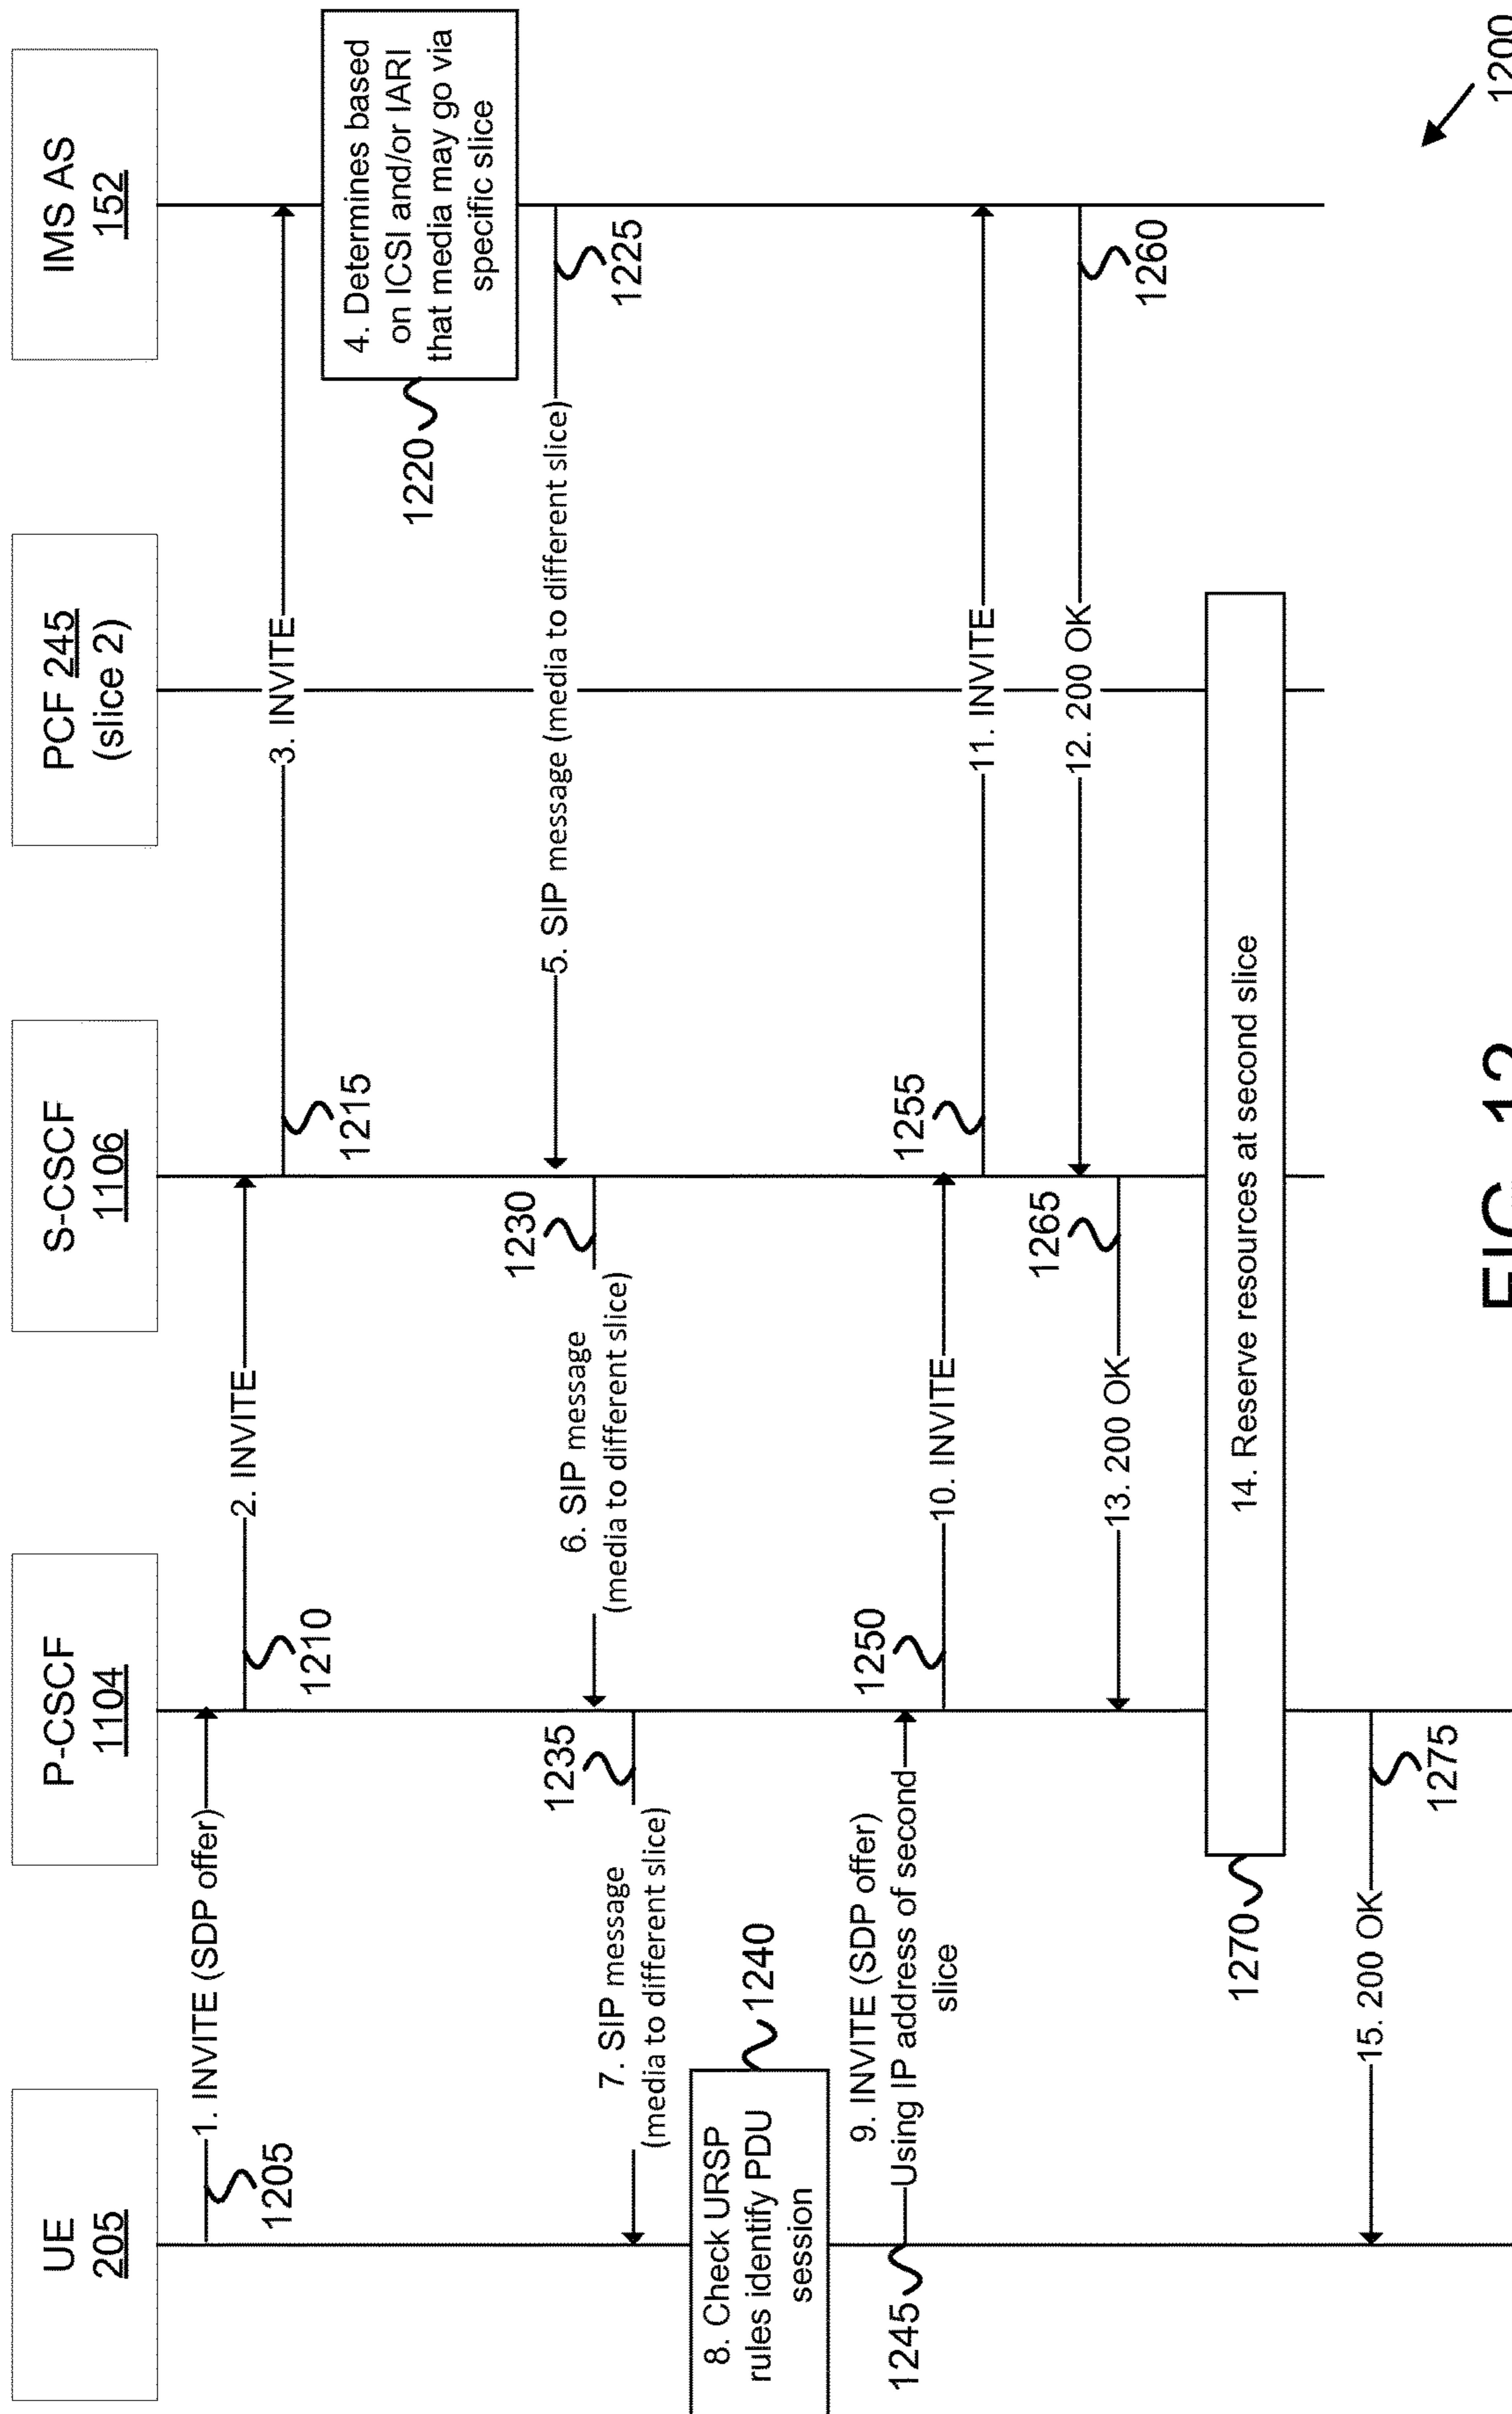 UE
205
P-CSCF
1104
S-CSCF
1106
PCF 245
(slice 2)
IMS AS
152
1. INVITE (SDP offer)
1205
2. INVITE
1210
3. INVITE
1215
4. Determines based
on ICSI and/or IARI
that media may go via
specific slice
1220
5. SIP message (media to different slice)
1225
6. SIP message
(media to different slice)
1230
7. SIP message
(media to different slice)
1235
8. Check URSP
rules identify PDU
session
1240
9. INVITE (SDP offer)
Using IP address of second
slice
1245
10. INVITE
1250
11. INVITE
1255
12. 200 OK
1260
13. 200 OK
1265
14. Reserve resources at second slice
1270
15. 200 OK
1275
1200
FIG. 12